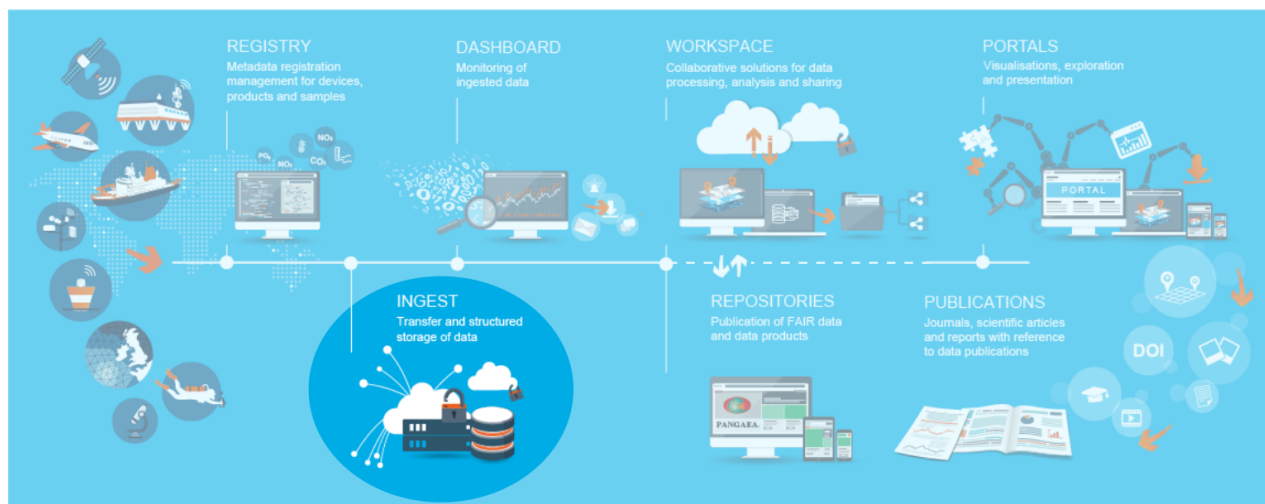 REGISTRY
Metadata registration
management for devices,
products and samples
DASHBOARD
Monitoring of
ingested data
WORKSPACE
Collaborative solutions for data
processing, analysis and sharing
PORTALS
Visualisations, exploration
and presentation
PO₄
NO₂
CO₂
NO₃
PORTAL
INGEST
Transfer and structured
storage of data
REPOSITORIES
Publication of FAIR data
and data products
PANGAEA.
PUBLICATIONS
Journals, scientific articles
and reports with reference
to data publications
DOI